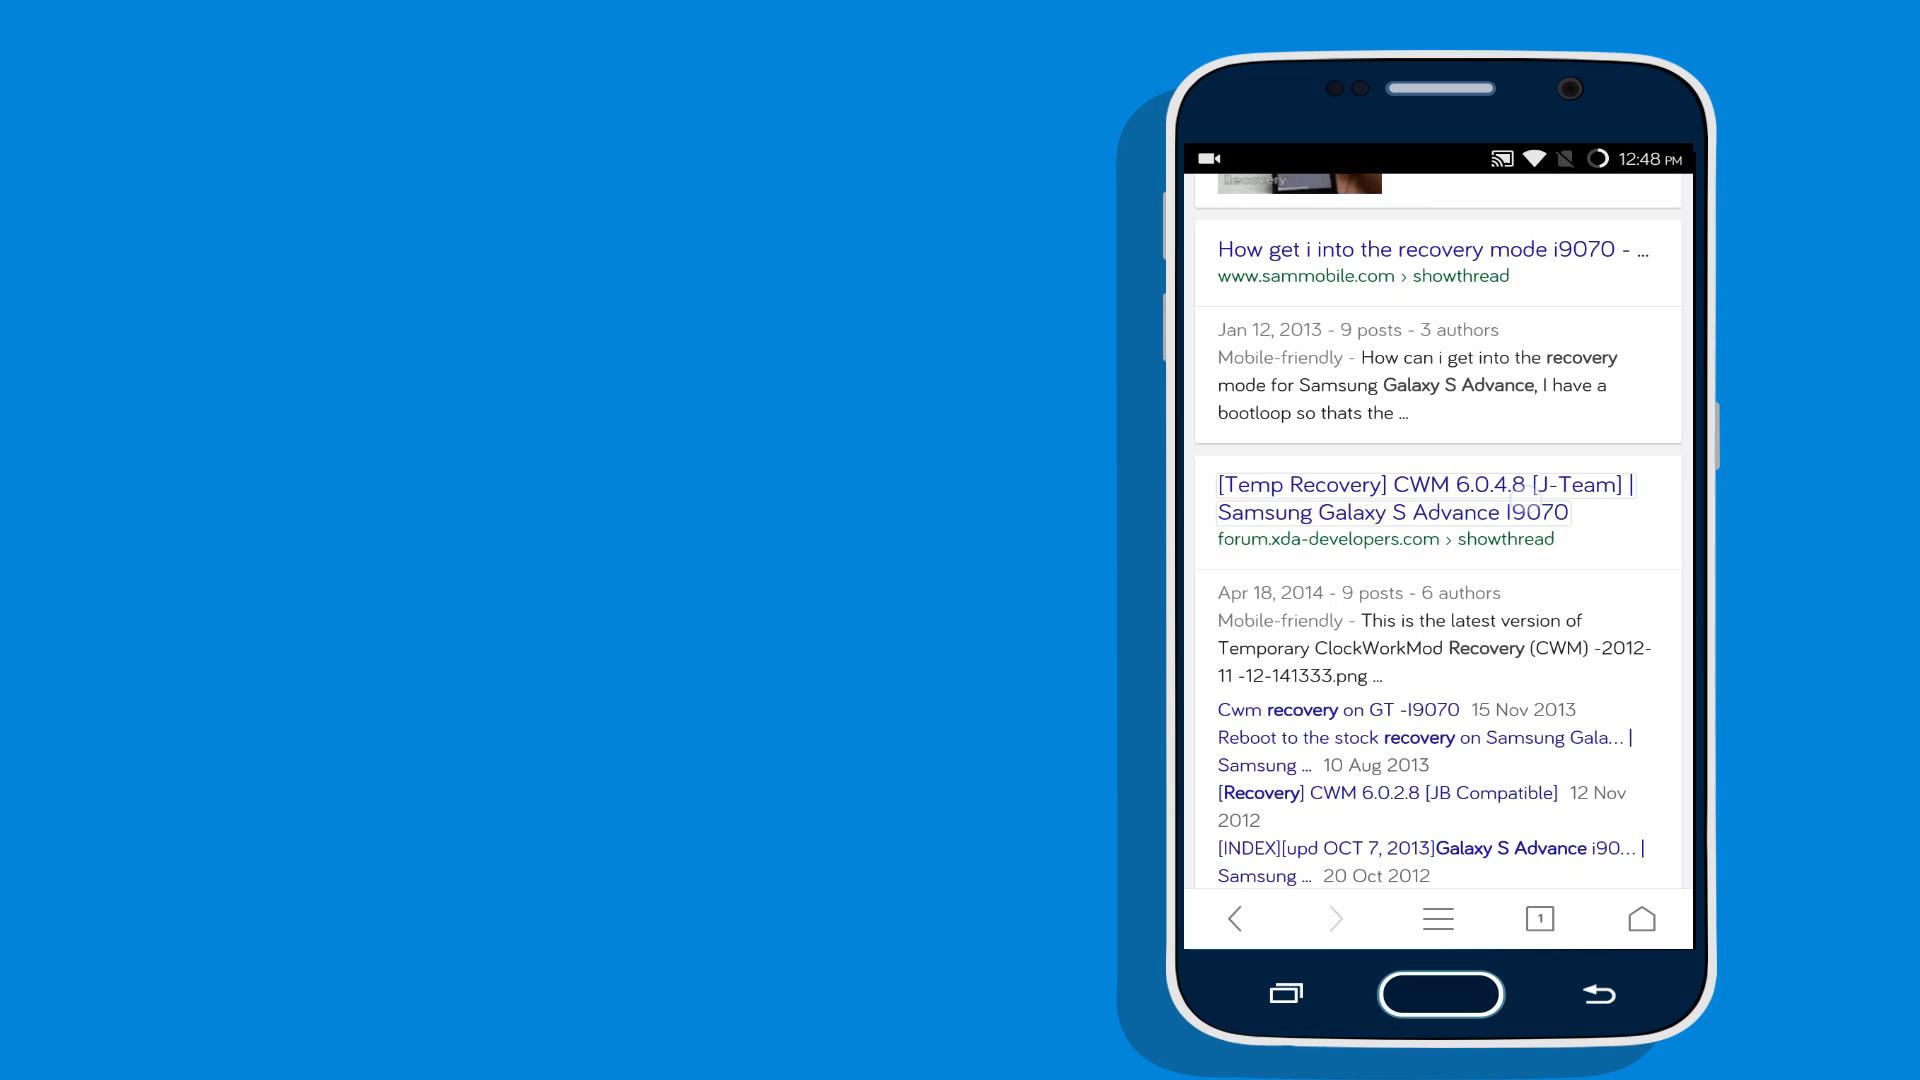 12:48 PM
Recovery
How get i into the recovery mode i9070 - ...
www.sammobile.com › showthread
Jan 12, 2013 - 9 posts - 3 authors
Mobile-friendly - How can i get into the recovery
mode for Samsung Galaxy S Advance, I have a
bootloop so thats the ...
[Temp Recovery] CWM 6.0.4.8 [J-Team] |
Samsung Galaxy S Advance I9070
forum.xda-developers.com › showthread
Apr 18, 2014 - 9 posts - 6 authors
Mobile-friendly - This is the latest version of
Temporary ClockWorkMod Recovery (CWM) -2012-
11 -12-141333.png ...
Cwm recovery on GT -I9070 15 Nov 2013
Reboot to the stock recovery on Samsung Gala... |
Samsung ... 10 Aug 2013
[Recovery] CWM 6.0.2.8 [JB Compatible] 12 Nov
2012
[INDEX][upd OCT 7, 2013]Galaxy S Advance i90... |
Samsung ... 20 Oct 2012
1